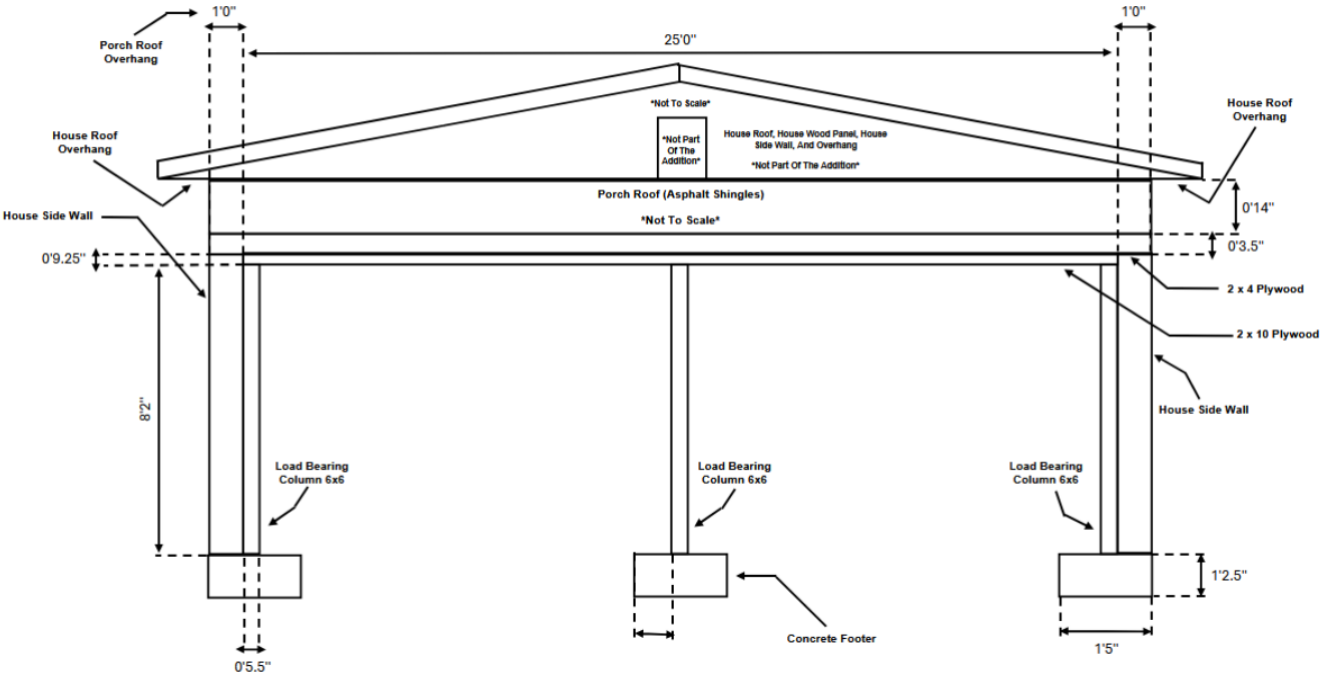 1'0"
1'0"
Porch Roof
Overhang
25'0"
*Not To Scale*
House Roof
Overhang
House Roof
Overhang
*Not Part
Of The
Addition*
House Roof, House Wood Panel, House
Side Wall, And Overhang
*Not Part Of The Addition*
Porch Roof (Asphalt Shingles)
*Not To Scale*
0'14"
House Side Wall
0'3.5"
0'9.25"
2 x 4 Plywood
2 x 10 Plywood
8'2"
House Side Wall
Load Bearing
Column 6x6
Load Bearing
Column 6x6
Load Bearing
Column 6x6
1'2.5"
Concrete Footer
1'5"
0'5.5"